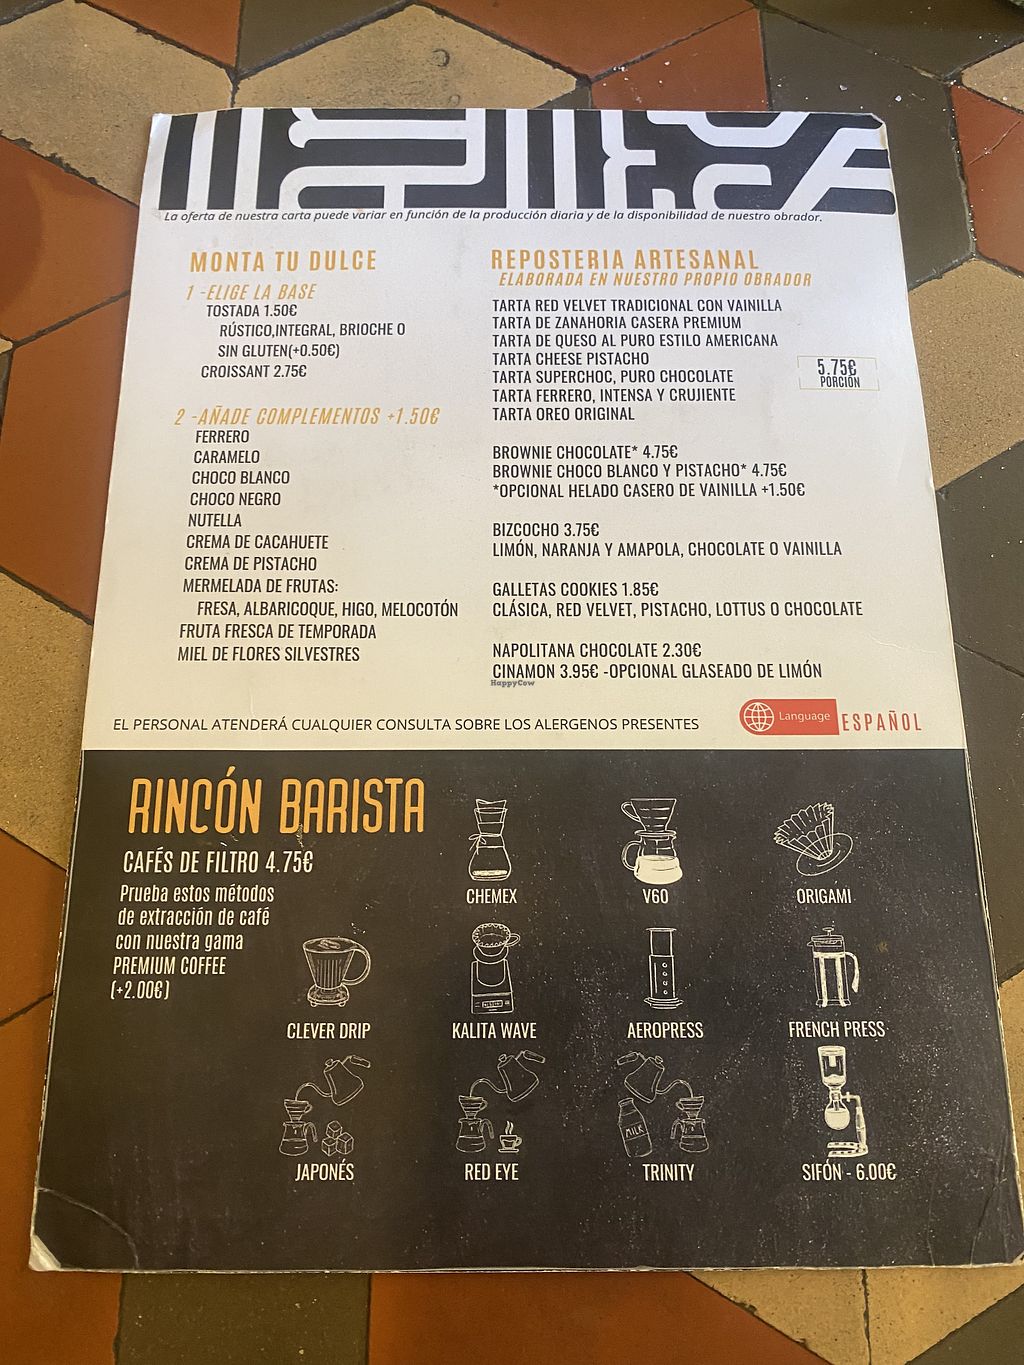 La oferta de nuestra carta puede variar en función de la producción diaria y de la disponibilidad de nuestro obrador.
MONTA TU DULCE
1 -ELIGE LA BASE
TOSTADA 1.50€
RÚSTICO,INTEGRAL, BRIOCHE O
SIN GLUTEN(+0.50€)
CROISSANT 2.75€
2 -AÑADE COMPLEMENTOS +1.50€
FERRERO
CARAMELO
CHOCO BLANCO
CHOCO NEGRO
NUTELLA
CREMA DE CACAHUETE
CREMA DE PISTACHO
MERMELADA DE FRUTAS:
FRESA, ALBARICOQUE, HIGO, MELOCOTÓN
FRUTA FRESCA DE TEMPORADA
MIEL DE FLORES SILVESTRES
REPOSTERIA ARTESANAL
ELABORADA EN NUESTRO PROPIO OBRADOR
TARTA RED VELVET TRADICIONAL CON VAINILLA
TARTA DE ZANAHORIA CASERA PREMIUM
TARTA DE QUESO AL PURO ESTILO AMERICANA
TARTA CHEESE PISTACHO
TARTA SUPERCHOC, PURO CHOCOLATE
TARTA FERRERO, INTENSA Y CRUJIENTE
TARTA OREO ORIGINAL
5.75€
PORCIÓN
BROWNIE CHOCOLATE* 4.75€
BROWNIE CHOCO BLANCO Y PISTACHO* 4.75€
*OPCIONAL HELADO CASERO DE VAINILLA +1.50€
BIZCOCHO 3.75€
LIMÓN, NARANJA Y AMAPOLA, CHOCOLATE O VAINILLA
GALLETAS COOKIES 1.85€
CLÁSICA, RED VELVET, PISTACHO, LOTTUS O CHOCOLATE
NAPOLITANA CHOCOLATE 2.30€
CINAMON 3.95€ -OPCIONAL GLASEADO DE LIMÓN
HappyCow
EL PERSONAL ATENDERÁ CUALQUIER CONSULTA SOBRE LOS ALERGENOS PRESENTES
Language ESPAÑOL
RINCÓN BARISTA
CAFÉS DE FILTRO 4.75€
Prueba estos métodos
de extracción de café
con nuestra gama
PREMIUM COFFEE
(+2.00€)
CHEMEX
V60
ORIGAMI
CLEVER DRIP
KALITA WAVE
AEROPRESS
FRENCH PRESS
MILK
JAPONÉS
RED EYE
TRINITY
SIFÓN - 6.00€